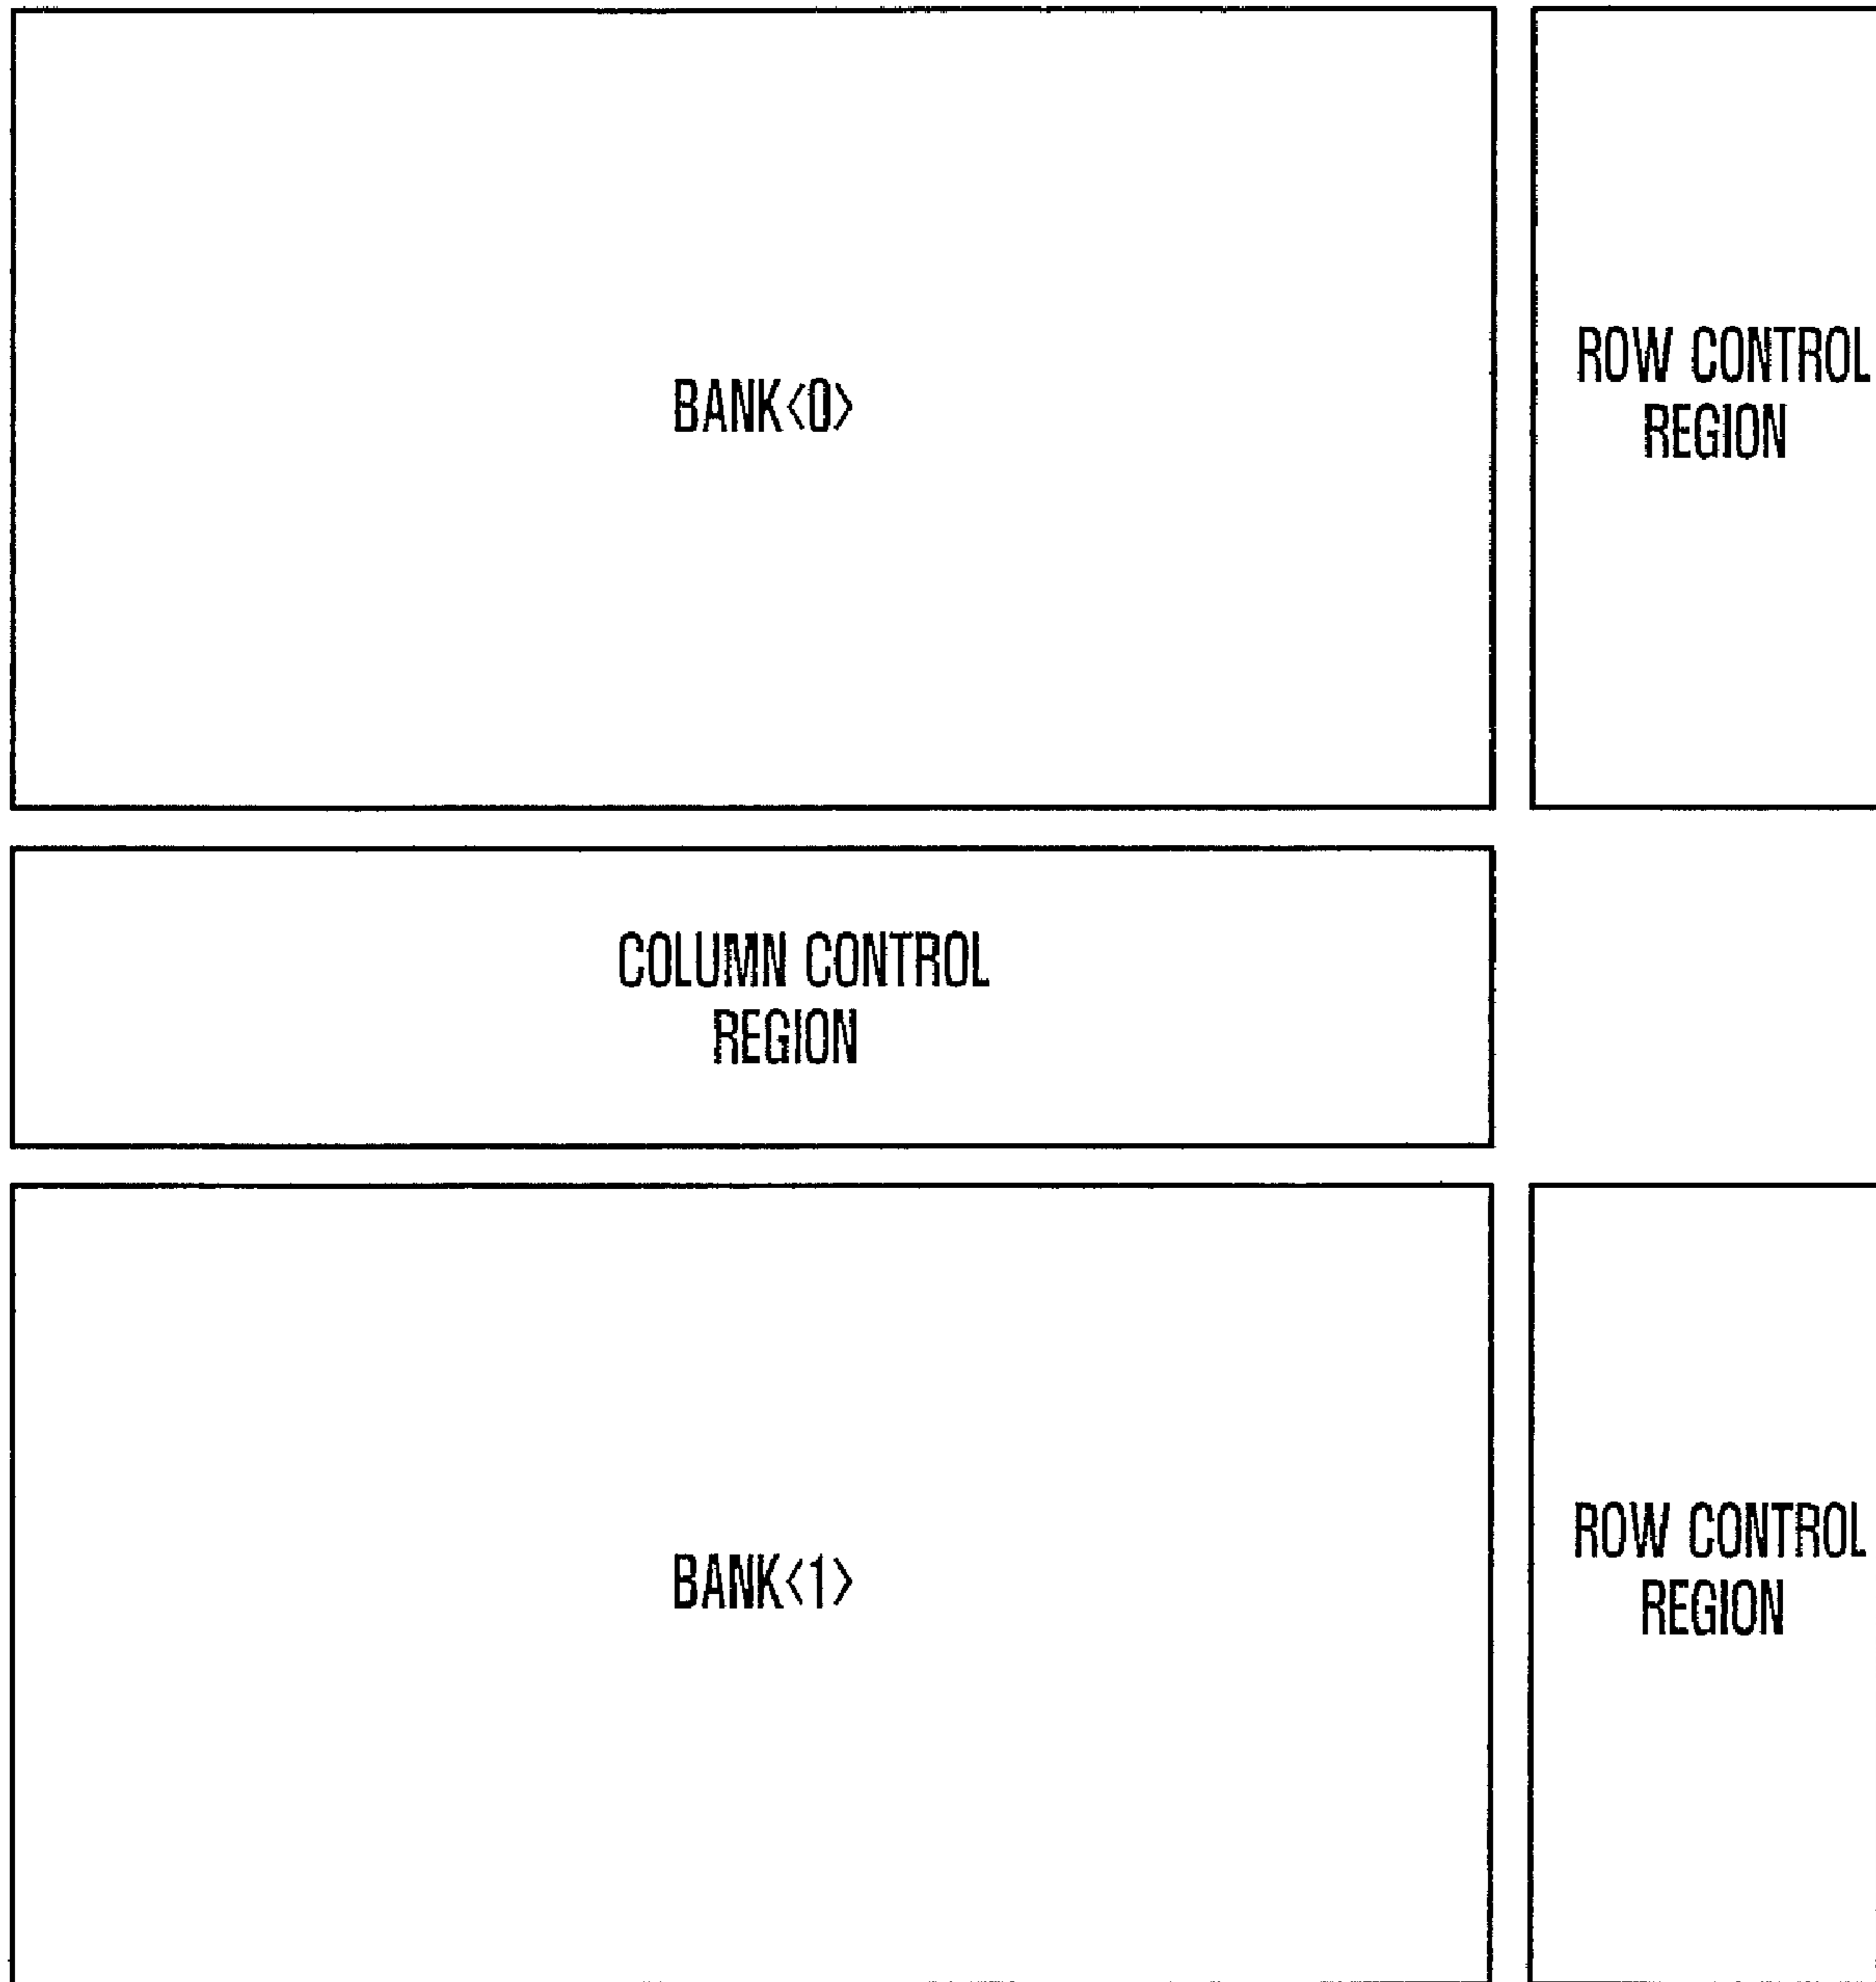 BANK<0>
ROW CONTROL
REGION
COLUMN CONTROL
REGION
BANK<1>
ROW CONTROL
REGION